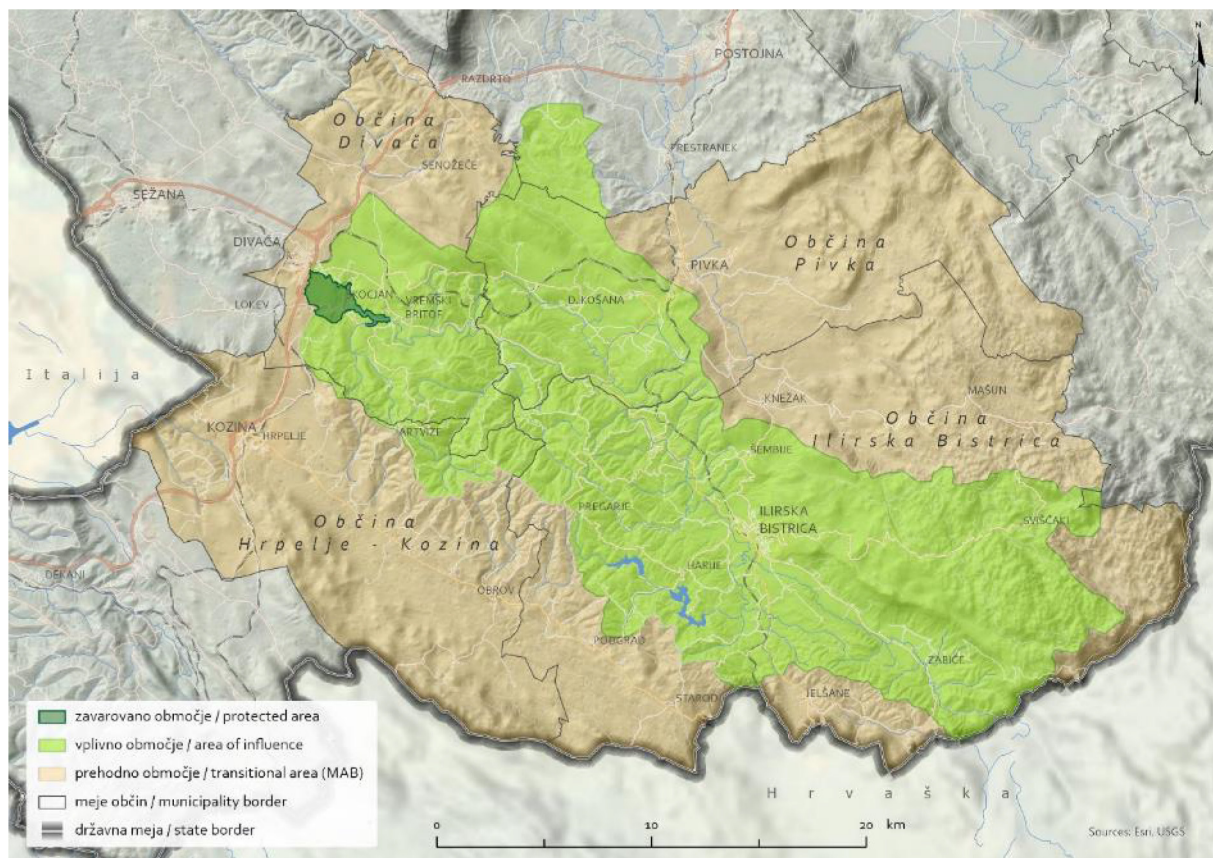 N
POSTOJNA
RAZDRTO
Občina
Divača
PRESTRANEK
SENOŽEČE
SEŽANA
DIVAČA
Občina
Pivka
PIVKA
LOKEV
ŠKOCJAN
VREMSKI
BRITOF
D. KOŠANA
Italija
MAŠUN
KNEŽAK
Občina
Ilirska Bistrica
KOZINA
HRPELJE
ARTVIŽE
ŠEMBIJE
PREGARJE
ILIRSKA
BISTRICA
SVIŠČAKI
Občina
Hrpelje - Kozina
HARIJE
DEKANI
OBROV
PODGRAD
ZABIČE
STAROD
JELŠANE
zavarovano območje / protected area
vplivno območje / area of influence
prehodno območje / transitional area (MAB)
meje občin / municipality border
državna meja / state border
Hrvaška
0 10 20 km
Sources: Esri, USGS